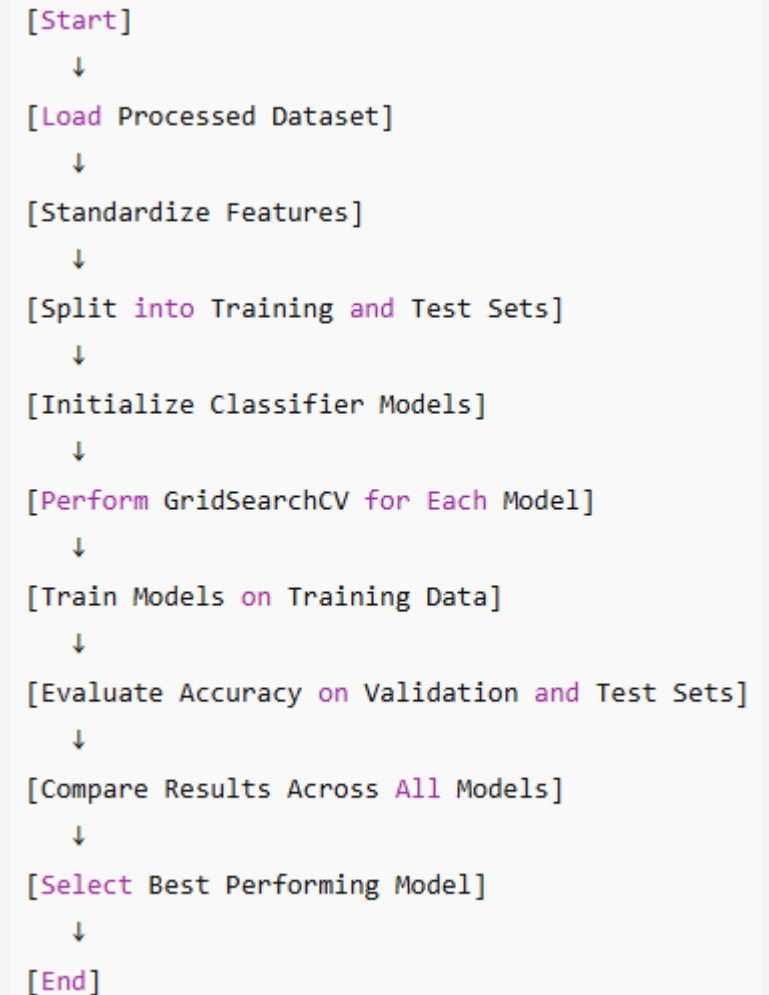 [Start]
↓
[Load Processed Dataset]
↓
[Standardize Features]
↓
[Split into Training and Test Sets]
↓
[Initialize Classifier Models]
↓
[Perform GridSearchCV for Each Model]
↓
[Train Models on Training Data]
↓
[Evaluate Accuracy on Validation and Test Sets]
↓
[Compare Results Across All Models]
↓
[Select Best Performing Model]
↓
[End]